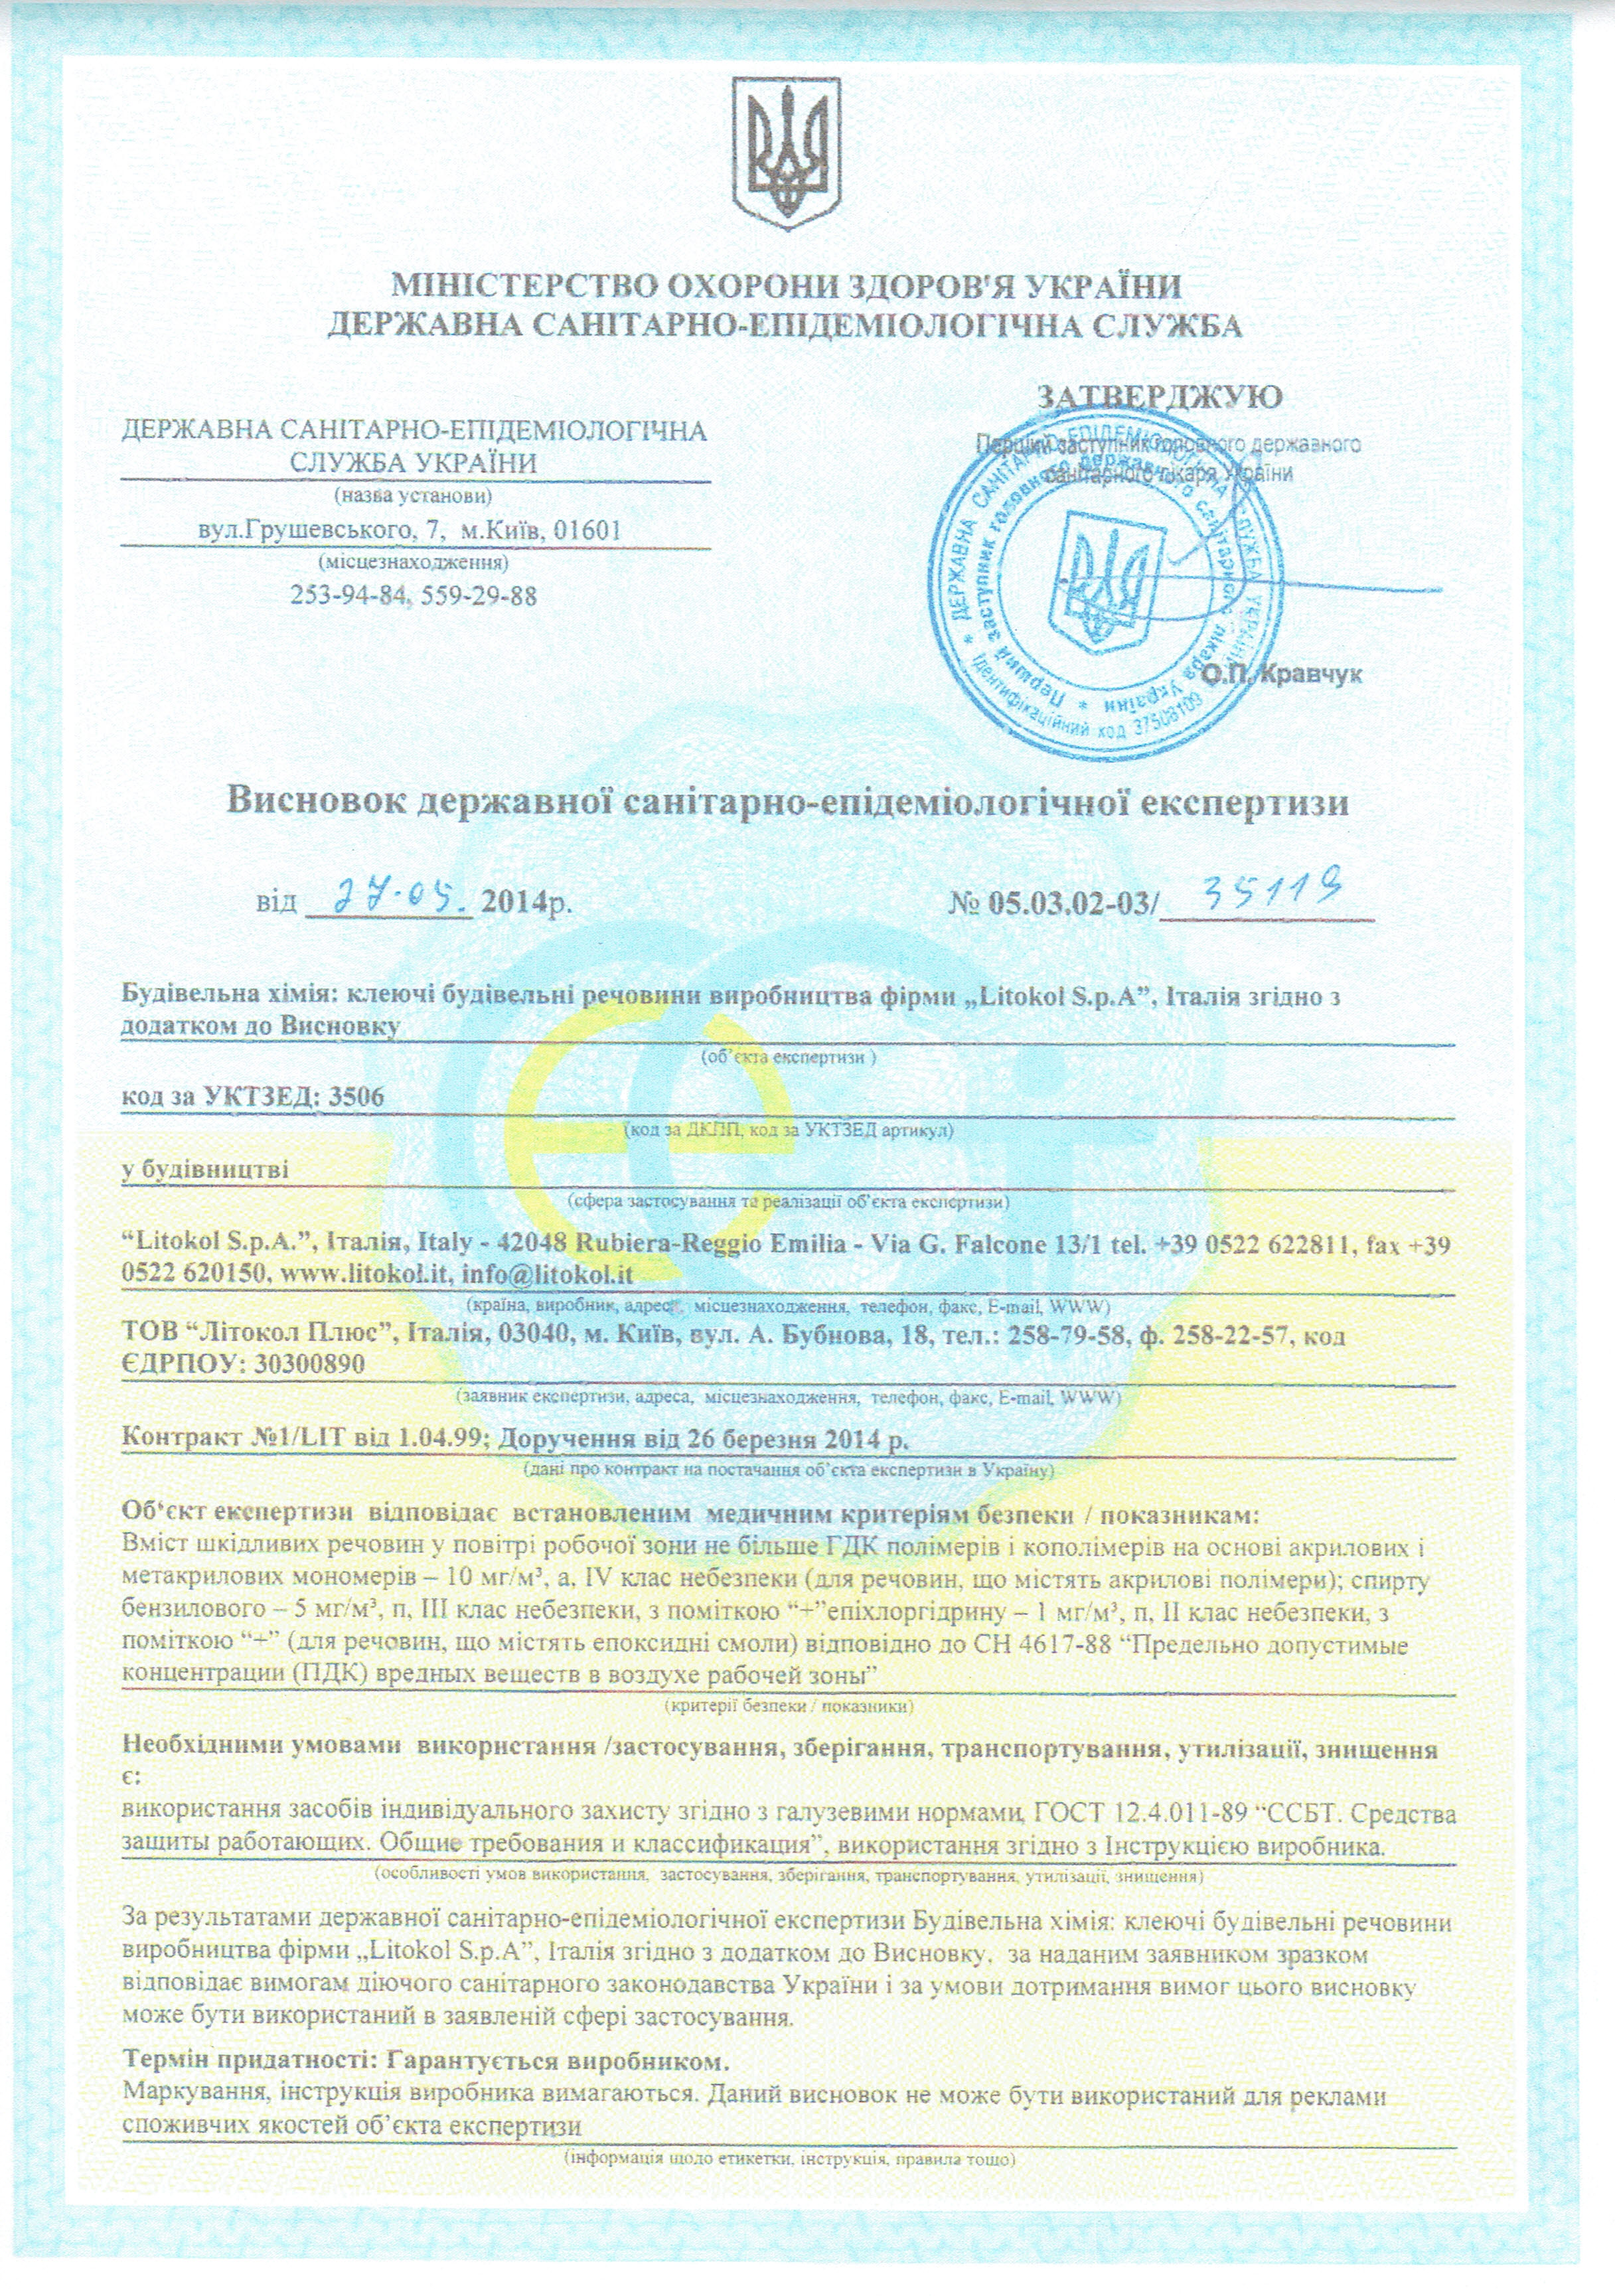 МІНІСТЕРСТВО ОХОРОНИ ЗДОРОВ'Я УКРАЇНИ
ДЕРЖАВНА САНІТАРНО-ЕПІДЕМІОЛОГІЧНА СЛУЖБА
ЗАТВЕРДЖУЮ
ДЕРЖАВНА САНІТАРНО-ЕПІДЕМІОЛОГІЧНА
СЛУЖБА УКРАЇНИ
(назва установи)
вул.Грушевського, 7, м.Київ, 01601
(місцезнаходження)
253-94-84, 559-29-88
Перший заступник головного державного
санітарного лікаря України
ДЕРЖАВНА САНІТАРНО-ЕПІДЕМІОЛОГІЧНА СЛУЖБА УКРАЇНИ * Ідентифікаційний код 37508109 *
Перший заступник головного державного санітарного лікаря України *
О.П. Кравчук
Висновок державної санітарно-епідеміологічної експертизи
від 27.05. 2014р.
№ 05.03.02-03/ 35119
Будівельна хімія: клеючі будівельні речовини виробництва фірми „Litokol S.p.A”, Італія згідно з
додатком до Висновку
(об’єкта експертизи )
код за УКТЗЕД: 3506
(код за ДКПП, код за УКТЗЕД артикул)
у будівництві
(сфера застосування та реалізації об’єкта експертизи)
“Litokol S.p.A.”, Італія, Italy - 42048 Rubiera-Reggio Emilia - Via G. Falcone 13/1 tel. +39 0522 622811, fax +39
0522 620150, www.litokol.it, info@litokol.it
(країна, виробник, адреса, місцезнаходження, телефон, факс, E-mail, WWW)
ТОВ “Літокол Плюс”, Італія, 03040, м. Київ, вул. А. Бубнова, 18, тел.: 258-79-58, ф. 258-22-57, код
ЄДРПОУ: 30300890
(заявник експертизи, адреса, місцезнаходження, телефон, факс, E-mail, WWW)
Контракт №1/LIT від 1.04.99; Доручення від 26 березня 2014 р.
(дані про контракт на постачання об’єкта експертизи в Україну)
Об‘єкт експертизи відповідає встановленим медичним критеріям безпеки / показникам:
Вміст шкідливих речовин у повітрі робочої зони не більше ГДК полімерів і кополімерів на основі акрилових і
метакрилових мономерів – 10 мг/м³, а, IV клас небезпеки (для речовин, що містять акрилові полімери); спирту
бензилового – 5 мг/м³, п, III клас небезпеки, з поміткою “+”епіхлоргідрину – 1 мг/м³, п, II клас небезпеки, з
поміткою “+” (для речовин, що містять епоксидні смоли) відповідно до СН 4617-88 “Предельно допустимые
концентрации (ПДК) вредных веществ в воздухе рабочей зоны”
(критерії безпеки / показники)
Необхідними умовами використання /застосування, зберігання, транспортування, утилізації, знищення
є:
використання засобів індивідуального захисту згідно з галузевими нормами, ГОСТ 12.4.011-89 “ССБТ. Средства
защиты работающих. Общие требования и классификация”, використання згідно з Інструкцією виробника.
(особливості умов використання, застосування, зберігання, транспортування, утилізації, знищення)
За результатами державної санітарно-епідеміологічної експертизи Будівельна хімія: клеючі будівельні речовини
виробництва фірми „Litokol S.p.A”, Італія згідно з додатком до Висновку, за наданим заявником зразком
відповідає вимогам діючого санітарного законодавства України і за умови дотримання вимог цього висновку
може бути використаний в заявленій сфері застосування.
Термін придатності: Гарантується виробником.
Маркування, інструкція виробника вимагаються. Даний висновок не може бути використаний для реклами
споживчих якостей об’єкта експертизи
(інформація щодо етикетки, інструкція, правила тощо)